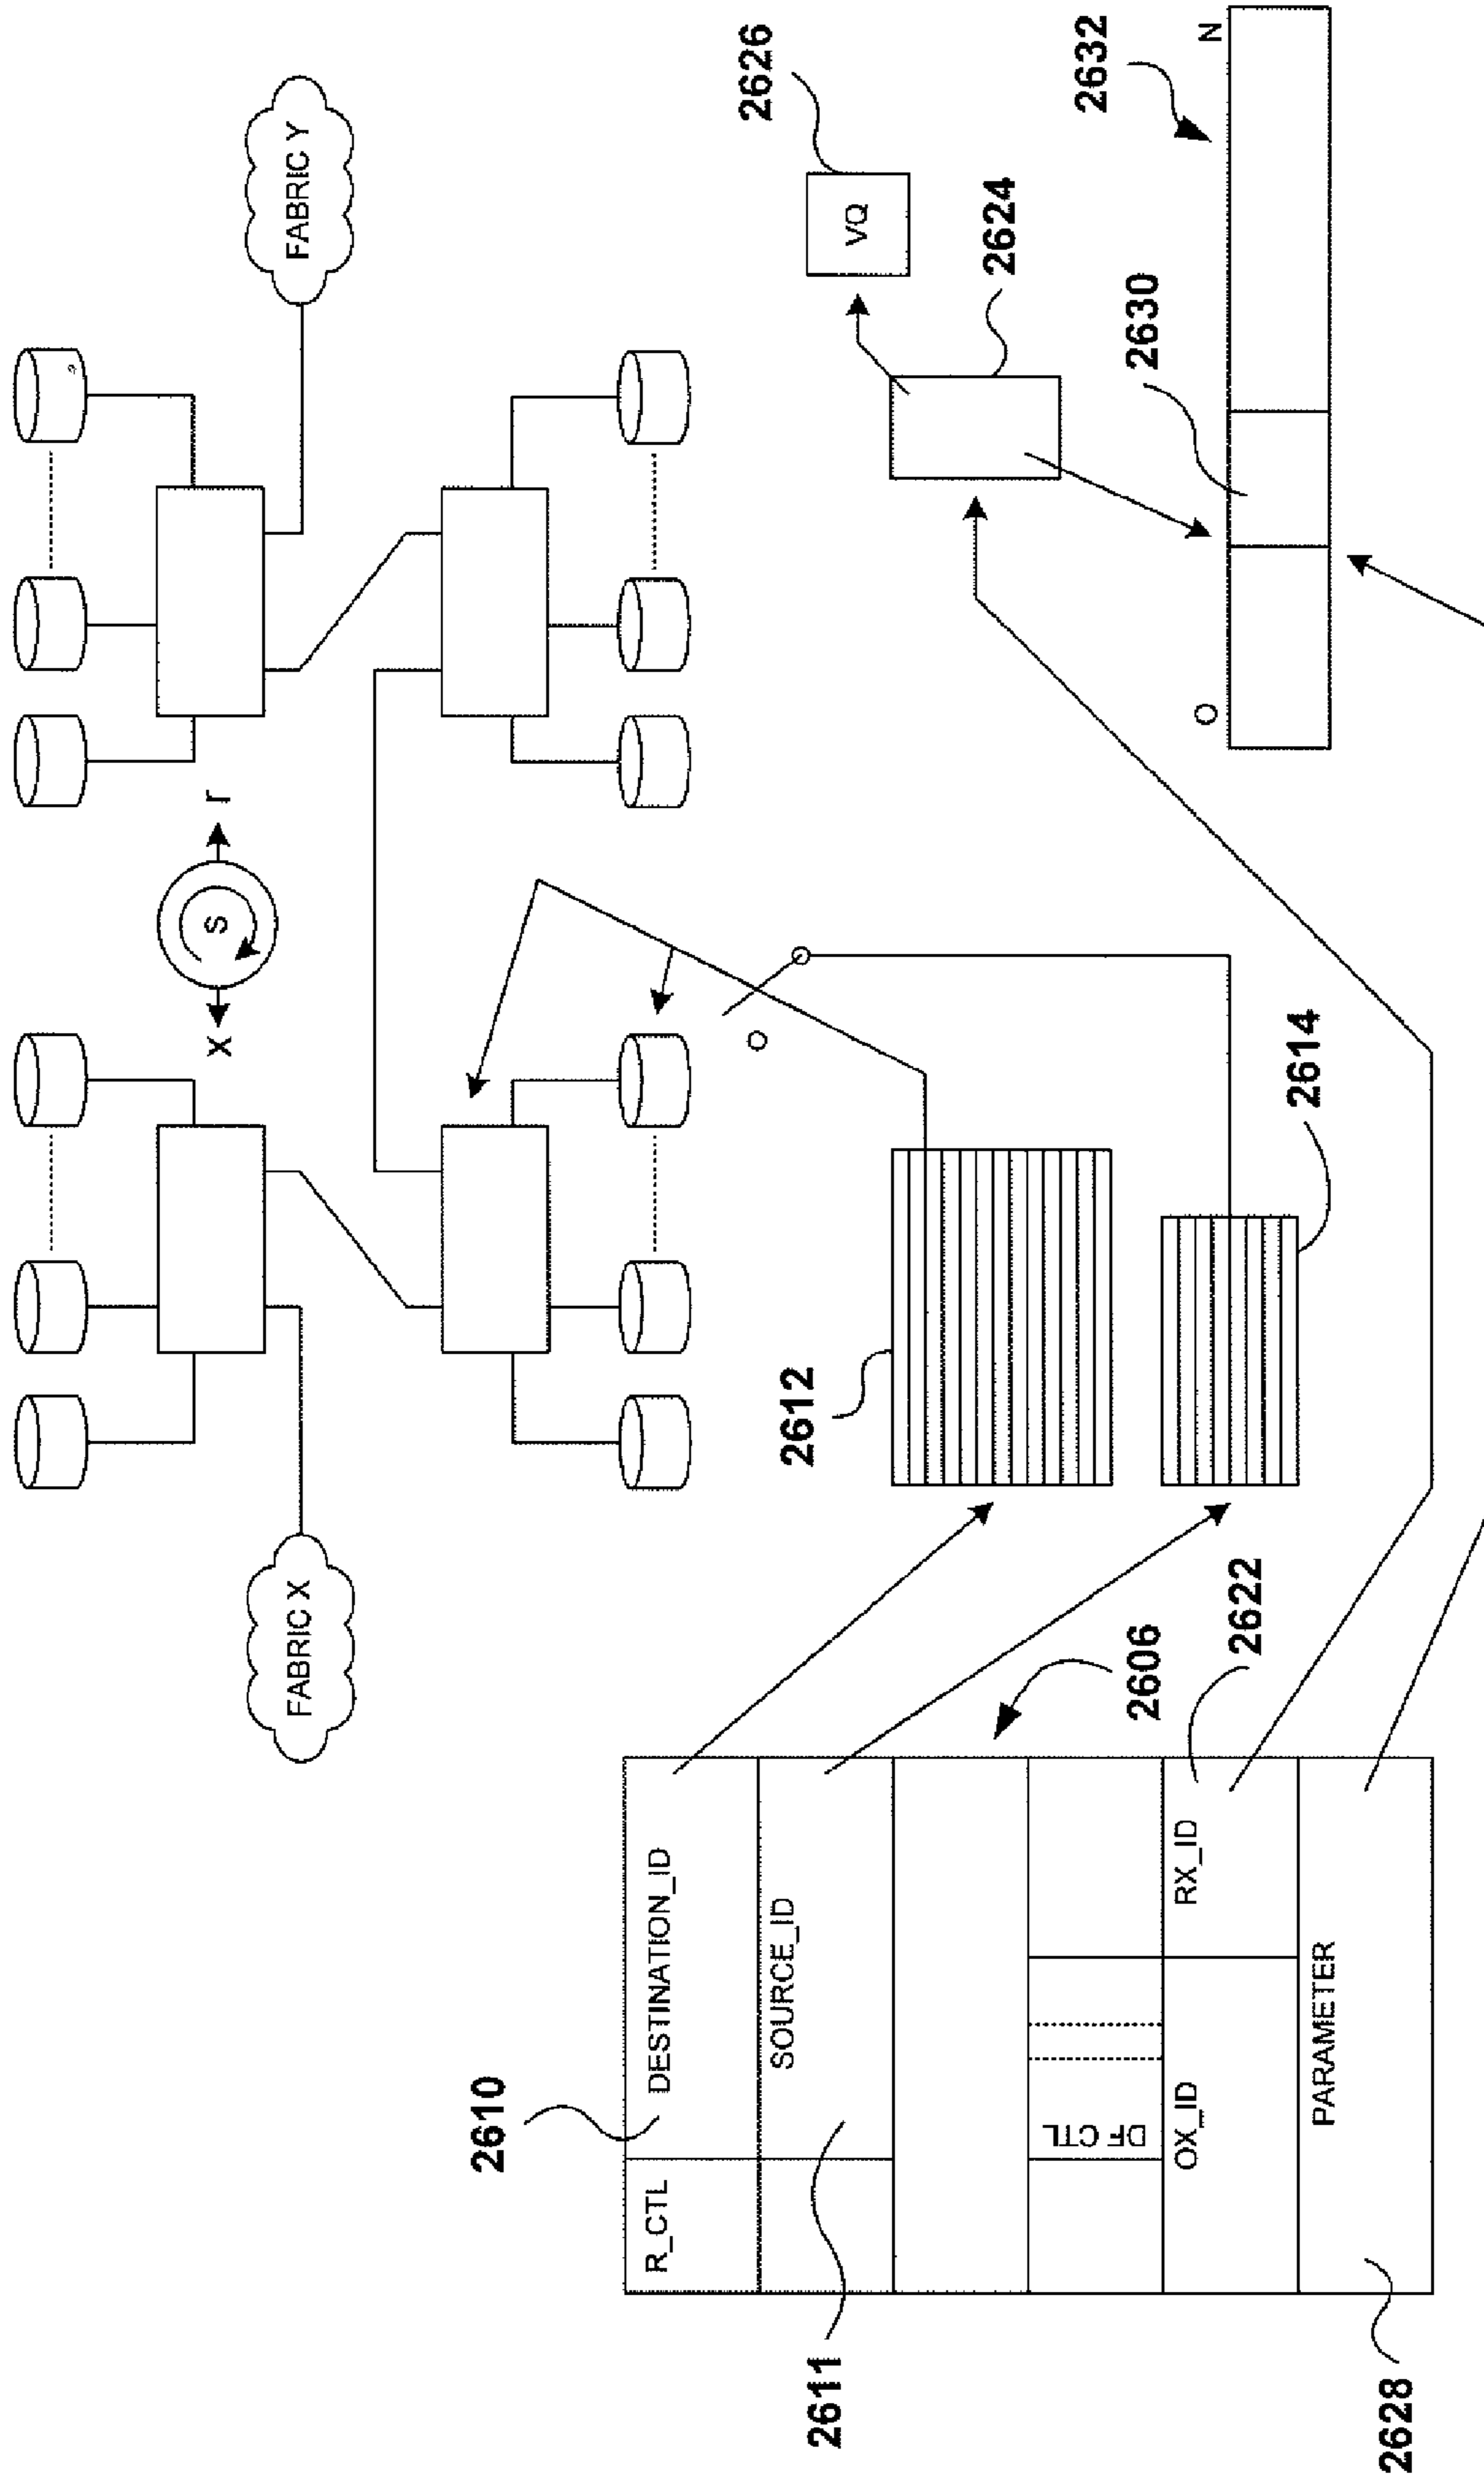 X S r
FABRIC X
FABRIC Y
2610
R_CTL DESTINATION_ID
SOURCE_ID
2611
DF CTL
OX_ID RX_ID
PARAMETER
2628
2606
2622
2612
2614
2626
VQ
2624
2630
2632
O N